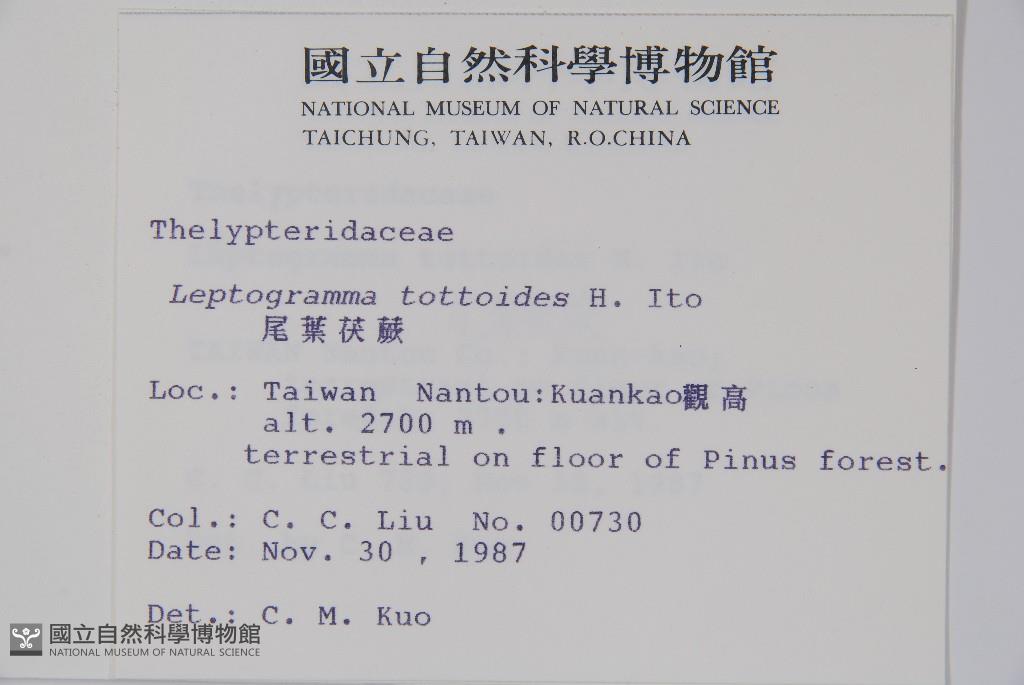 國立自然科學博物館
NATIONAL MUSEUM OF NATURAL SCIENCE
TAICHUNG, TAIWAN, R.O.CHINA
Thelypteridaceae
Leptogramma tottoides H. Ito
尾葉茯蕨
Loc.: Taiwan Nantou:Kuankao觀高
alt. 2700 m .
terrestrial on floor of Pinus forest.
Col.: C. C. Liu No. 00730
Date: Nov. 30 , 1987
Det.: C. M. Kuo
國立自然科學博物館
NATIONAL MUSEUM OF NATURAL SCIENCE